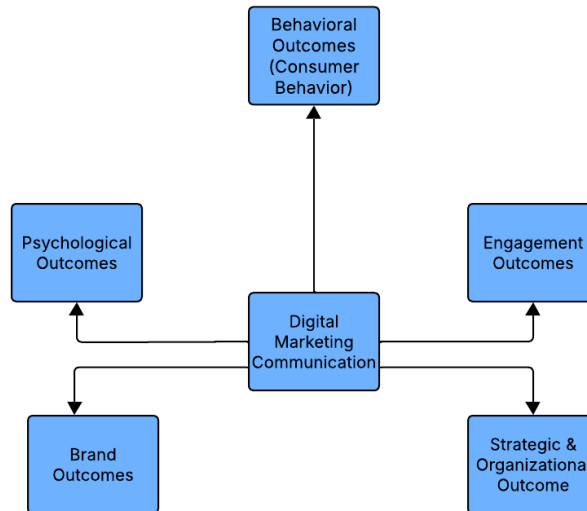 Behavioral
Outcomes
(Consumer
Behavior)
Psychological
Outcomes
Engagement
Outcomes
Digital
Marketing
Communication
Brand
Outcomes
Strategic &
Organizationa
Outcome